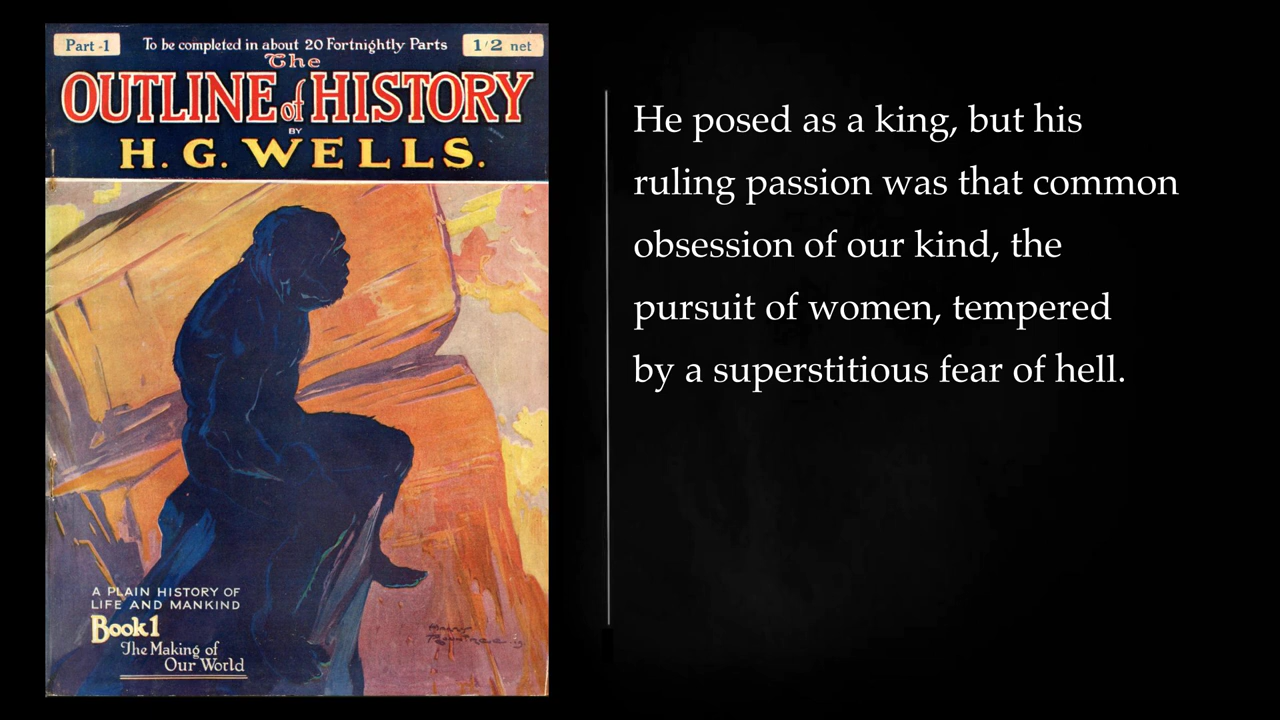 Part -1
To be completed in about 20 Fortnightly Parts
1/2 net
The
OUTLINE of HISTORY
BY
H. G. WELLS.
A PLAIN HISTORY OF
LIFE AND MANKIND
Book 1
The Making of
Our World
He posed as a king, but his
ruling passion was that common
obsession of our kind, the
pursuit of women, tempered
by a superstitious fear of hell.